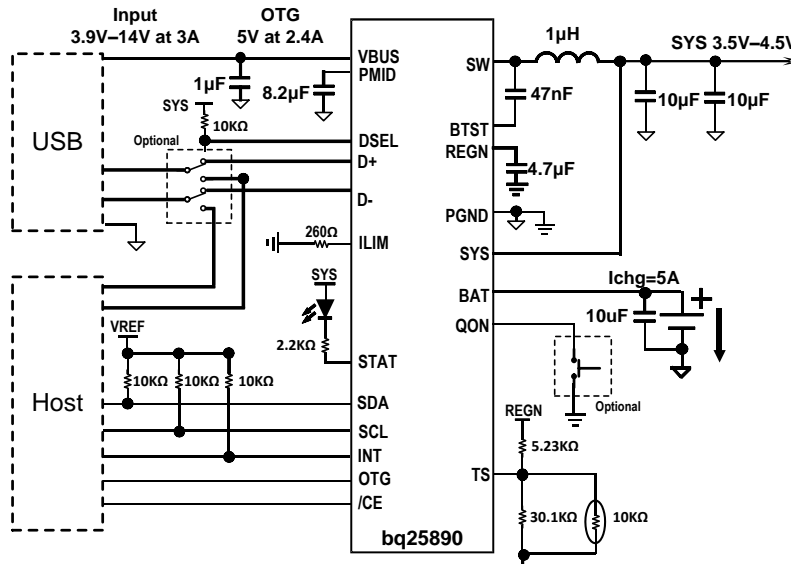 Input
3.9V–14V at 3A
OTG
5V at 2.4A
1µH
SYS 3.5V–4.5V
VBUS
PMID
SW
1µF
8.2µF
47nF
10µF
10µF
SYS
10KΩ
BTST
USB
Optional
DSEL
REGN
D+
4.7µF
D-
PGND
260Ω
ILIM
SYS
SYS
Ichg=5A
BAT
+
10uF
VREF
QON
2.2KΩ
STAT
10KΩ
10KΩ
10KΩ
Host
SDA
REGN
Optional
SCL
5.23KΩ
INT
TS
OTG
/CE
30.1KΩ
10KΩ
bq25890